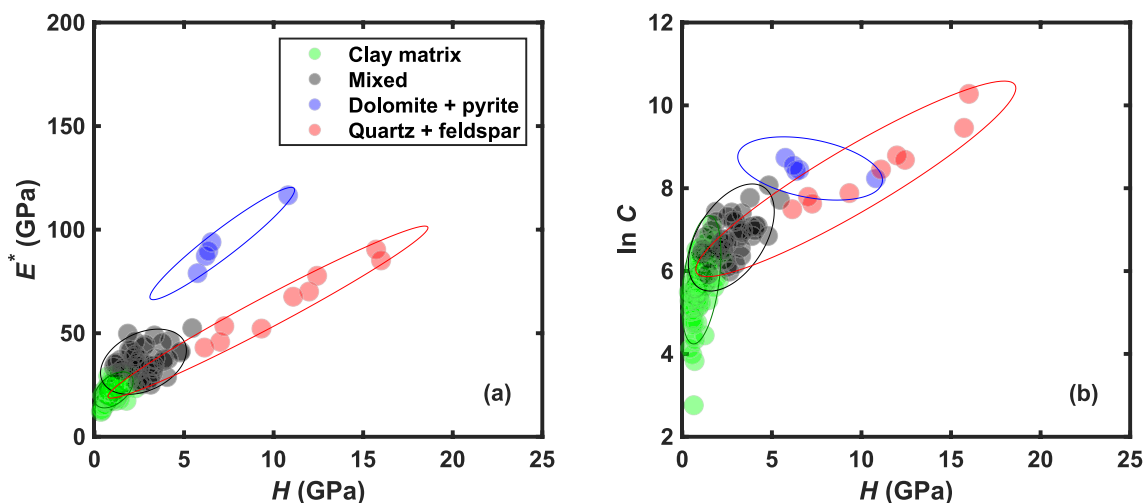 200
150
100
50
0
E* (GPa)
Clay matrix
Mixed
Dolomite + pyrite
Quartz + feldspar
(a)
0 5 10 15 20 25
H (GPa)
12
10
8
6
4
2
ln C
(b)
0 5 10 15 20 25
H (GPa)